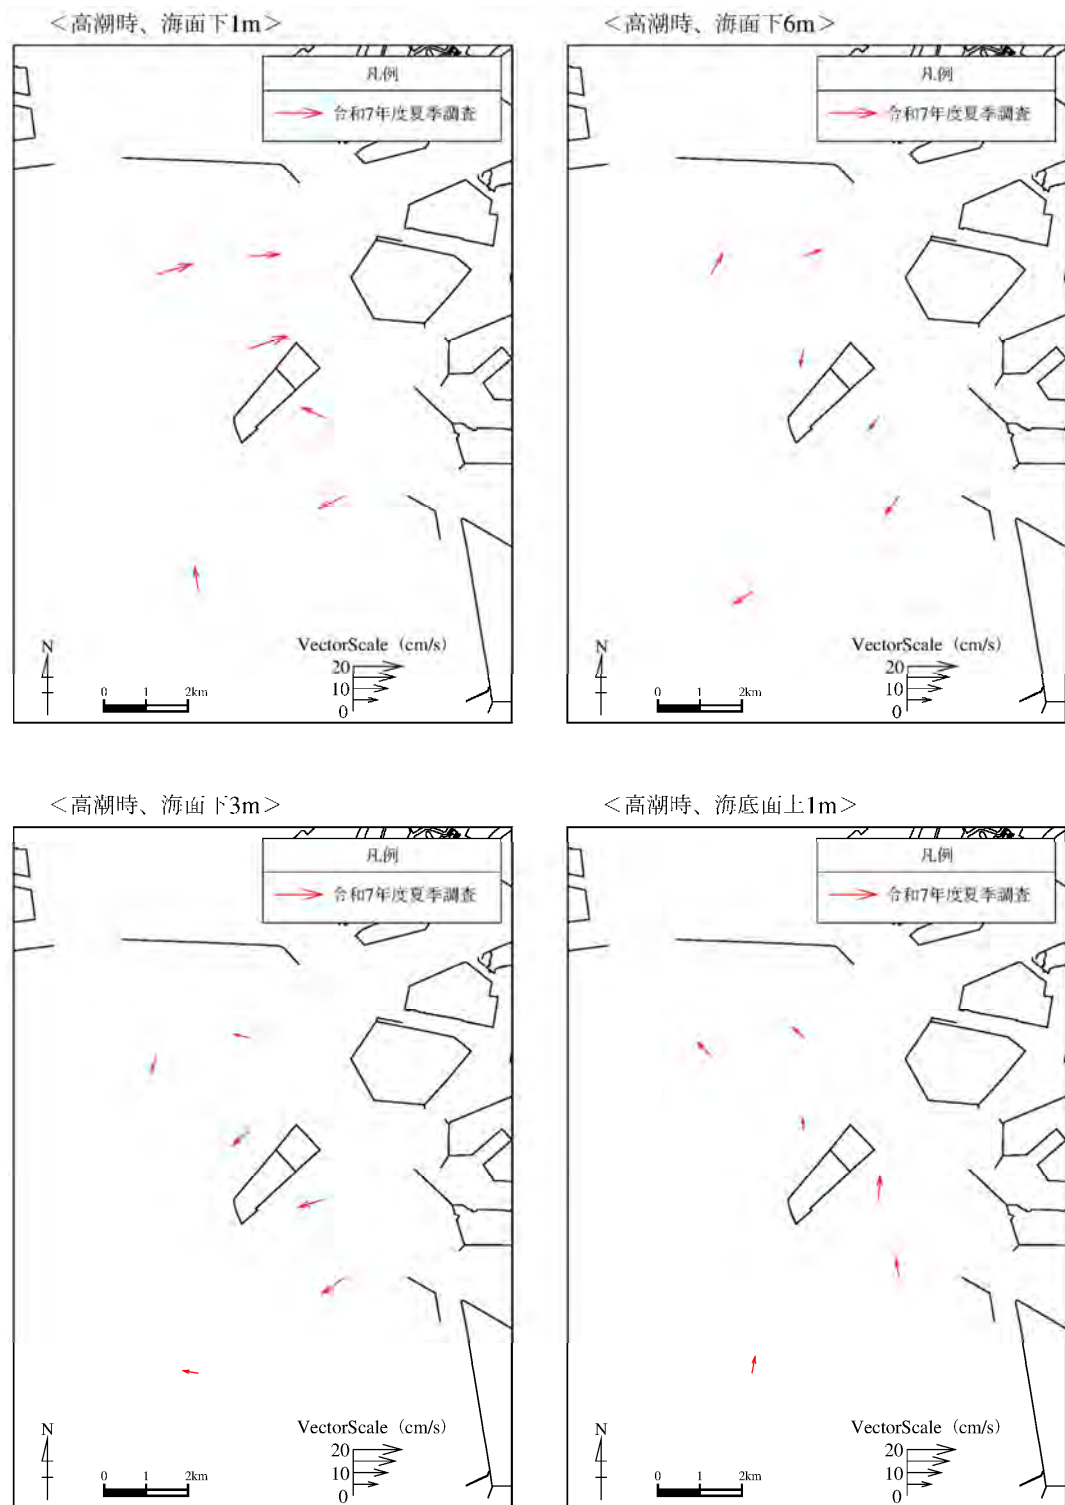 ＜高潮時、海面下1m＞
凡例
令和7年度夏季調査
N
0 1 2km
VectorScale (cm/s)
20
10
0
＜高潮時、海面下6m＞
凡例
令和7年度夏季調査
N
0 1 2km
VectorScale (cm/s)
20
10
0
＜高潮時、海面下3m＞
凡例
令和7年度夏季調査
N
0 1 2km
VectorScale (cm/s)
20
10
0
＜高潮時、海底面上1m＞
凡例
令和7年度夏季調査
N
0 1 2km
VectorScale (cm/s)
20
10
0